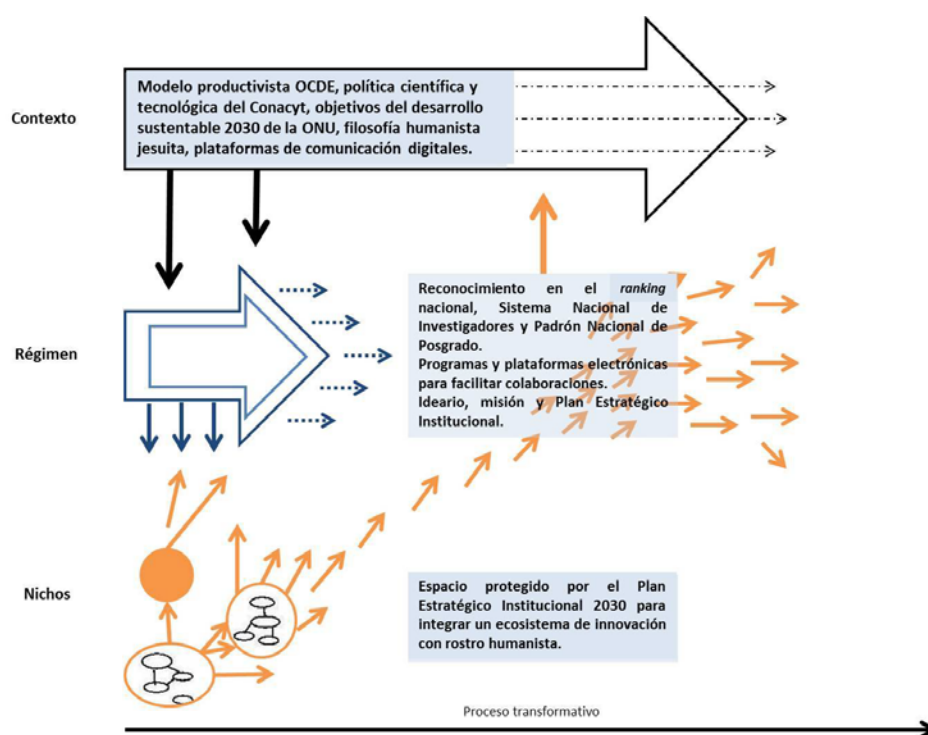 Contexto
Modelo productivista OCDE, política científica y
tecnológica del Conacyt, objetivos del desarrollo
sustentable 2030 de la ONU, filosofía humanista
jesuita, plataformas de comunicación digitales.
Régimen
Reconocimiento en el ranking
nacional, Sistema Nacional de
Investigadores y Padrón Nacional de
Posgrado.
Programas y plataformas electrónicas
para facilitar colaboraciones.
Ideario, misión y Plan Estratégico
Institucional.
Nichos
Espacio protegido por el Plan
Estratégico Institucional 2030 para
integrar un ecosistema de innovación
con rostro humanista.
Proceso transformativo